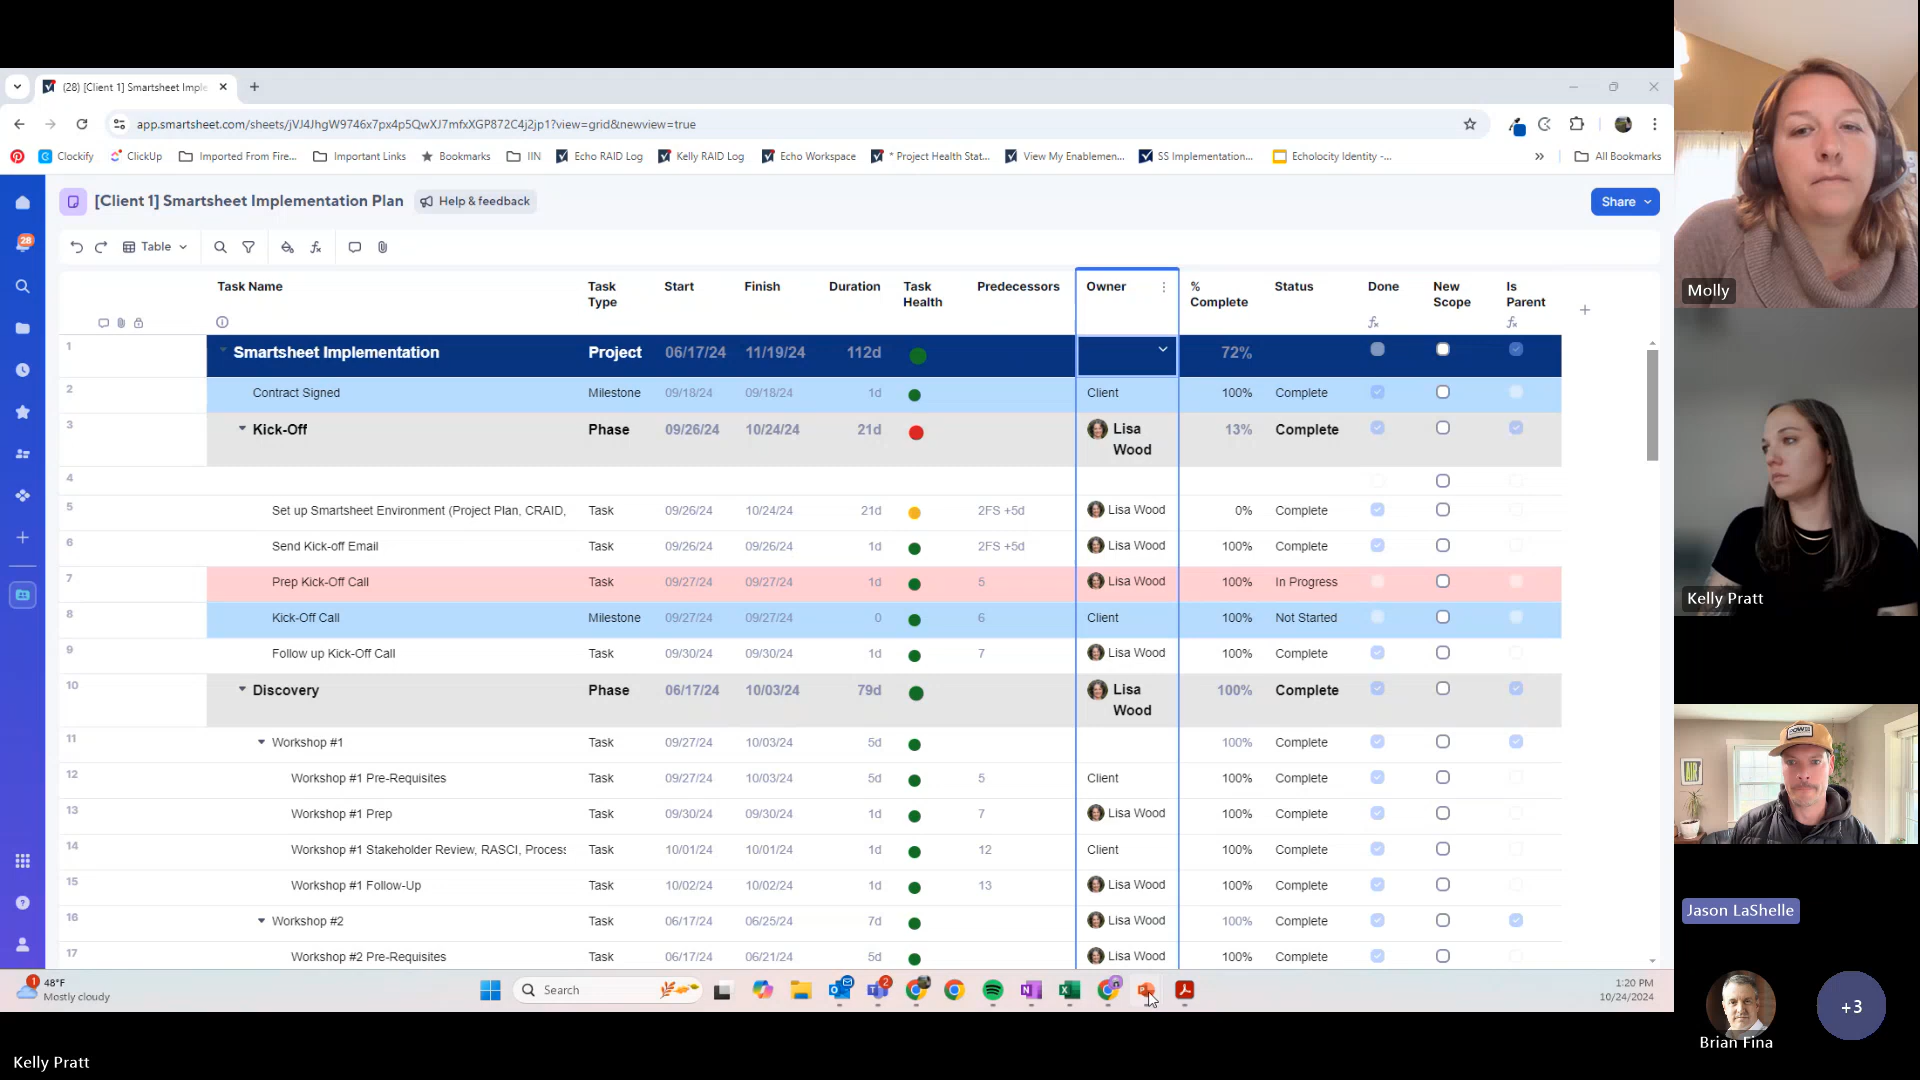 (28) [Client 1] Smartsheet Imple
app.smartsheet.com/sheets/jVJ4JhgW9746x7px4p5QwXJ7mfxXGP872C4j2jp1?view=grid&newview=true
Clockify ClickUp Imported From Fire... Important Links Bookmarks IIN Echo RAID Log Kelly RAID Log Echo Workspace * Project Health Stat... View My Enablemen... SS Implementation... Echolocity Identity -... » All Bookmarks
[Client 1] Smartsheet Implementation Plan Help & feedback Share
28
Table
Task Name Task Type Start Finish Duration Task Health Predecessors Owner % Complete Status Done New Scope Is Parent
1 Smartsheet Implementation Project 06/17/24 11/19/24 112d 72%
2 Contract Signed Milestone 09/18/24 09/18/24 1d Client 100% Complete
3 Kick-Off Phase 09/26/24 10/24/24 21d Lisa Wood 13% Complete
4
5 Set up Smartsheet Environment (Project Plan, CRAID, Task 09/26/24 10/24/24 21d 2FS +5d Lisa Wood 0% Complete
6 Send Kick-off Email Task 09/26/24 09/26/24 1d 2FS +5d Lisa Wood 100% Complete
7 Prep Kick-Off Call Task 09/27/24 09/27/24 1d 5 Lisa Wood 100% In Progress
8 Kick-Off Call Milestone 09/27/24 09/27/24 0 6 Client 100% Not Started
9 Follow up Kick-Off Call Task 09/30/24 09/30/24 1d 7 Lisa Wood 100% Complete
10 Discovery Phase 06/17/24 10/03/24 79d Lisa Wood 100% Complete
11 Workshop #1 Task 09/27/24 10/03/24 5d 100% Complete
12 Workshop #1 Pre-Requisites Task 09/27/24 10/03/24 5d 5 Client 100% Complete
13 Workshop #1 Prep Task 09/30/24 09/30/24 1d 7 Lisa Wood 100% Complete
14 Workshop #1 Stakeholder Review, RASCI, Process Task 10/01/24 10/01/24 1d 12 Client 100% Complete
15 Workshop #1 Follow-Up Task 10/02/24 10/02/24 1d 13 Lisa Wood 100% Complete
16 Workshop #2 Task 06/17/24 06/25/24 7d Lisa Wood 100% Complete
17 Workshop #2 Pre-Requisites Task 06/17/24 06/21/24 5d Lisa Wood 100% Complete
1 48°F
Mostly cloudy
Search
2
1:20 PM
10/24/2024
Kelly Pratt
Molly
Kelly Pratt
Jason LaShelle
Brian Fina
+3